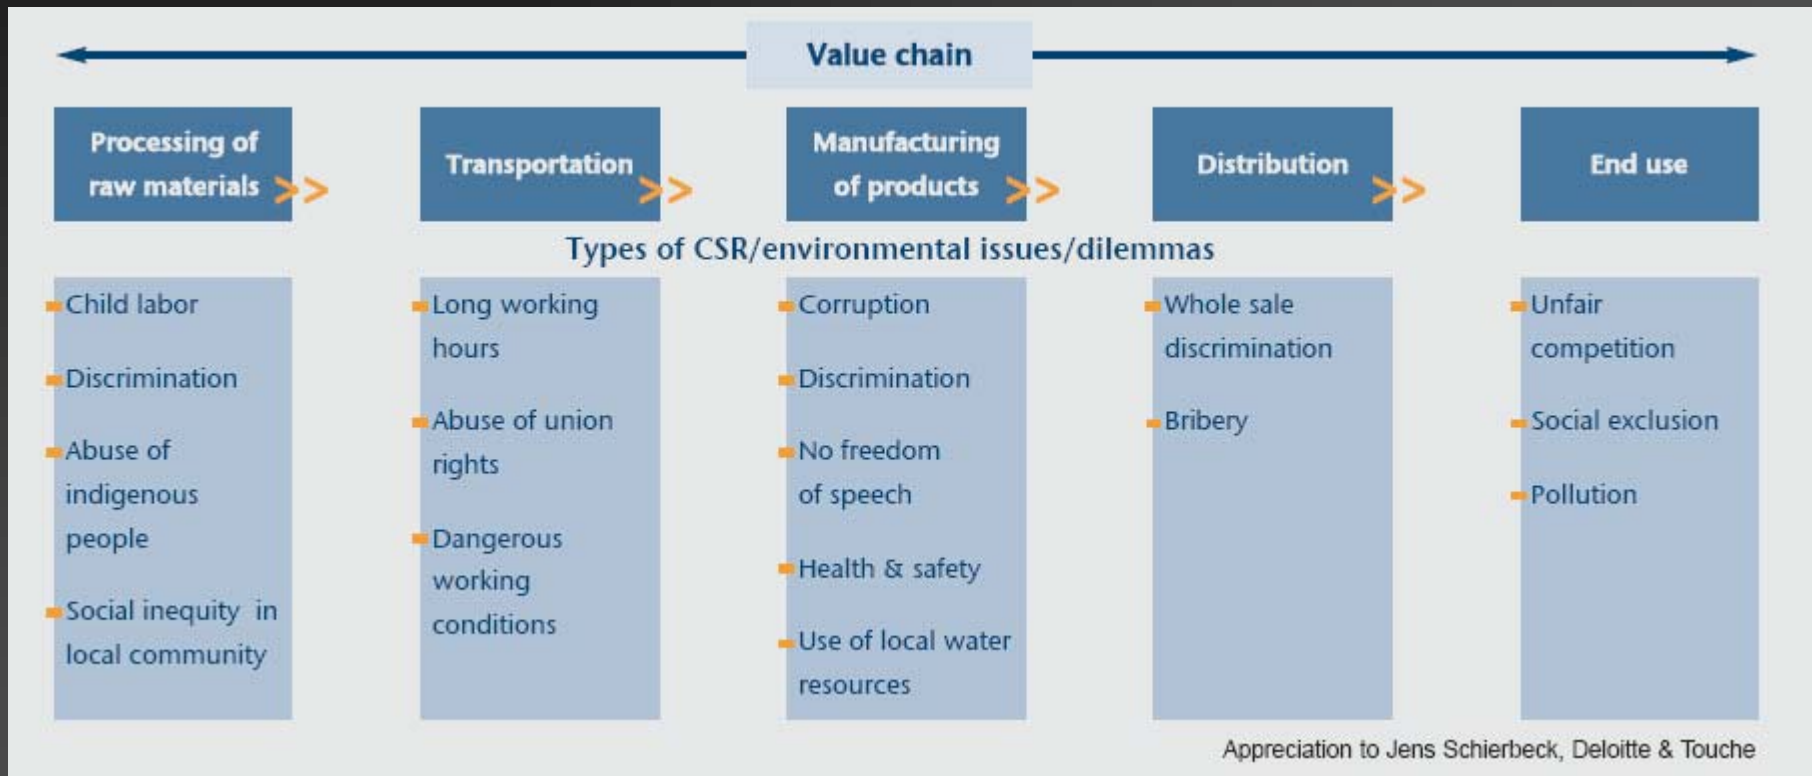 Value chain
Processing of
raw materials >>
Transportation >>
Manufacturing
of products >>
Distribution >>
End use
Types of CSR/environmental issues/dilemmas
Child labor
Discrimination
Abuse of
indigenous
people
Social inequity in
local community
Long working
hours
Abuse of union
rights
Dangerous
working
conditions
Corruption
Discrimination
No freedom
of speech
Health & safety
Use of local water
resources
Whole sale
discrimination
Bribery
Unfair
competition
Social exclusion
Pollution
Appreciation to Jens Schierbeck, Deloitte & Touche